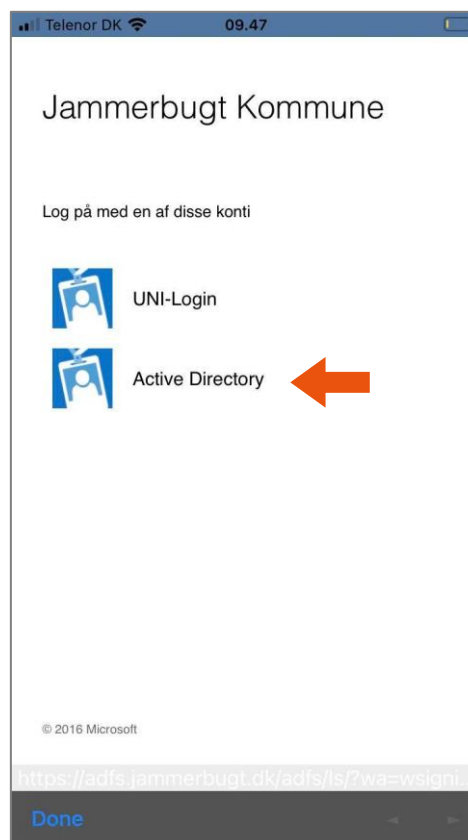 Telenor DK 09.47
Jammerbugt Kommune
Log på med en af disse konti
UNI-Login
Active Directory
© 2016 Microsoft
https://adfs.jammerbugt.dk/adfs/ls/?wa=wsigni...
Done